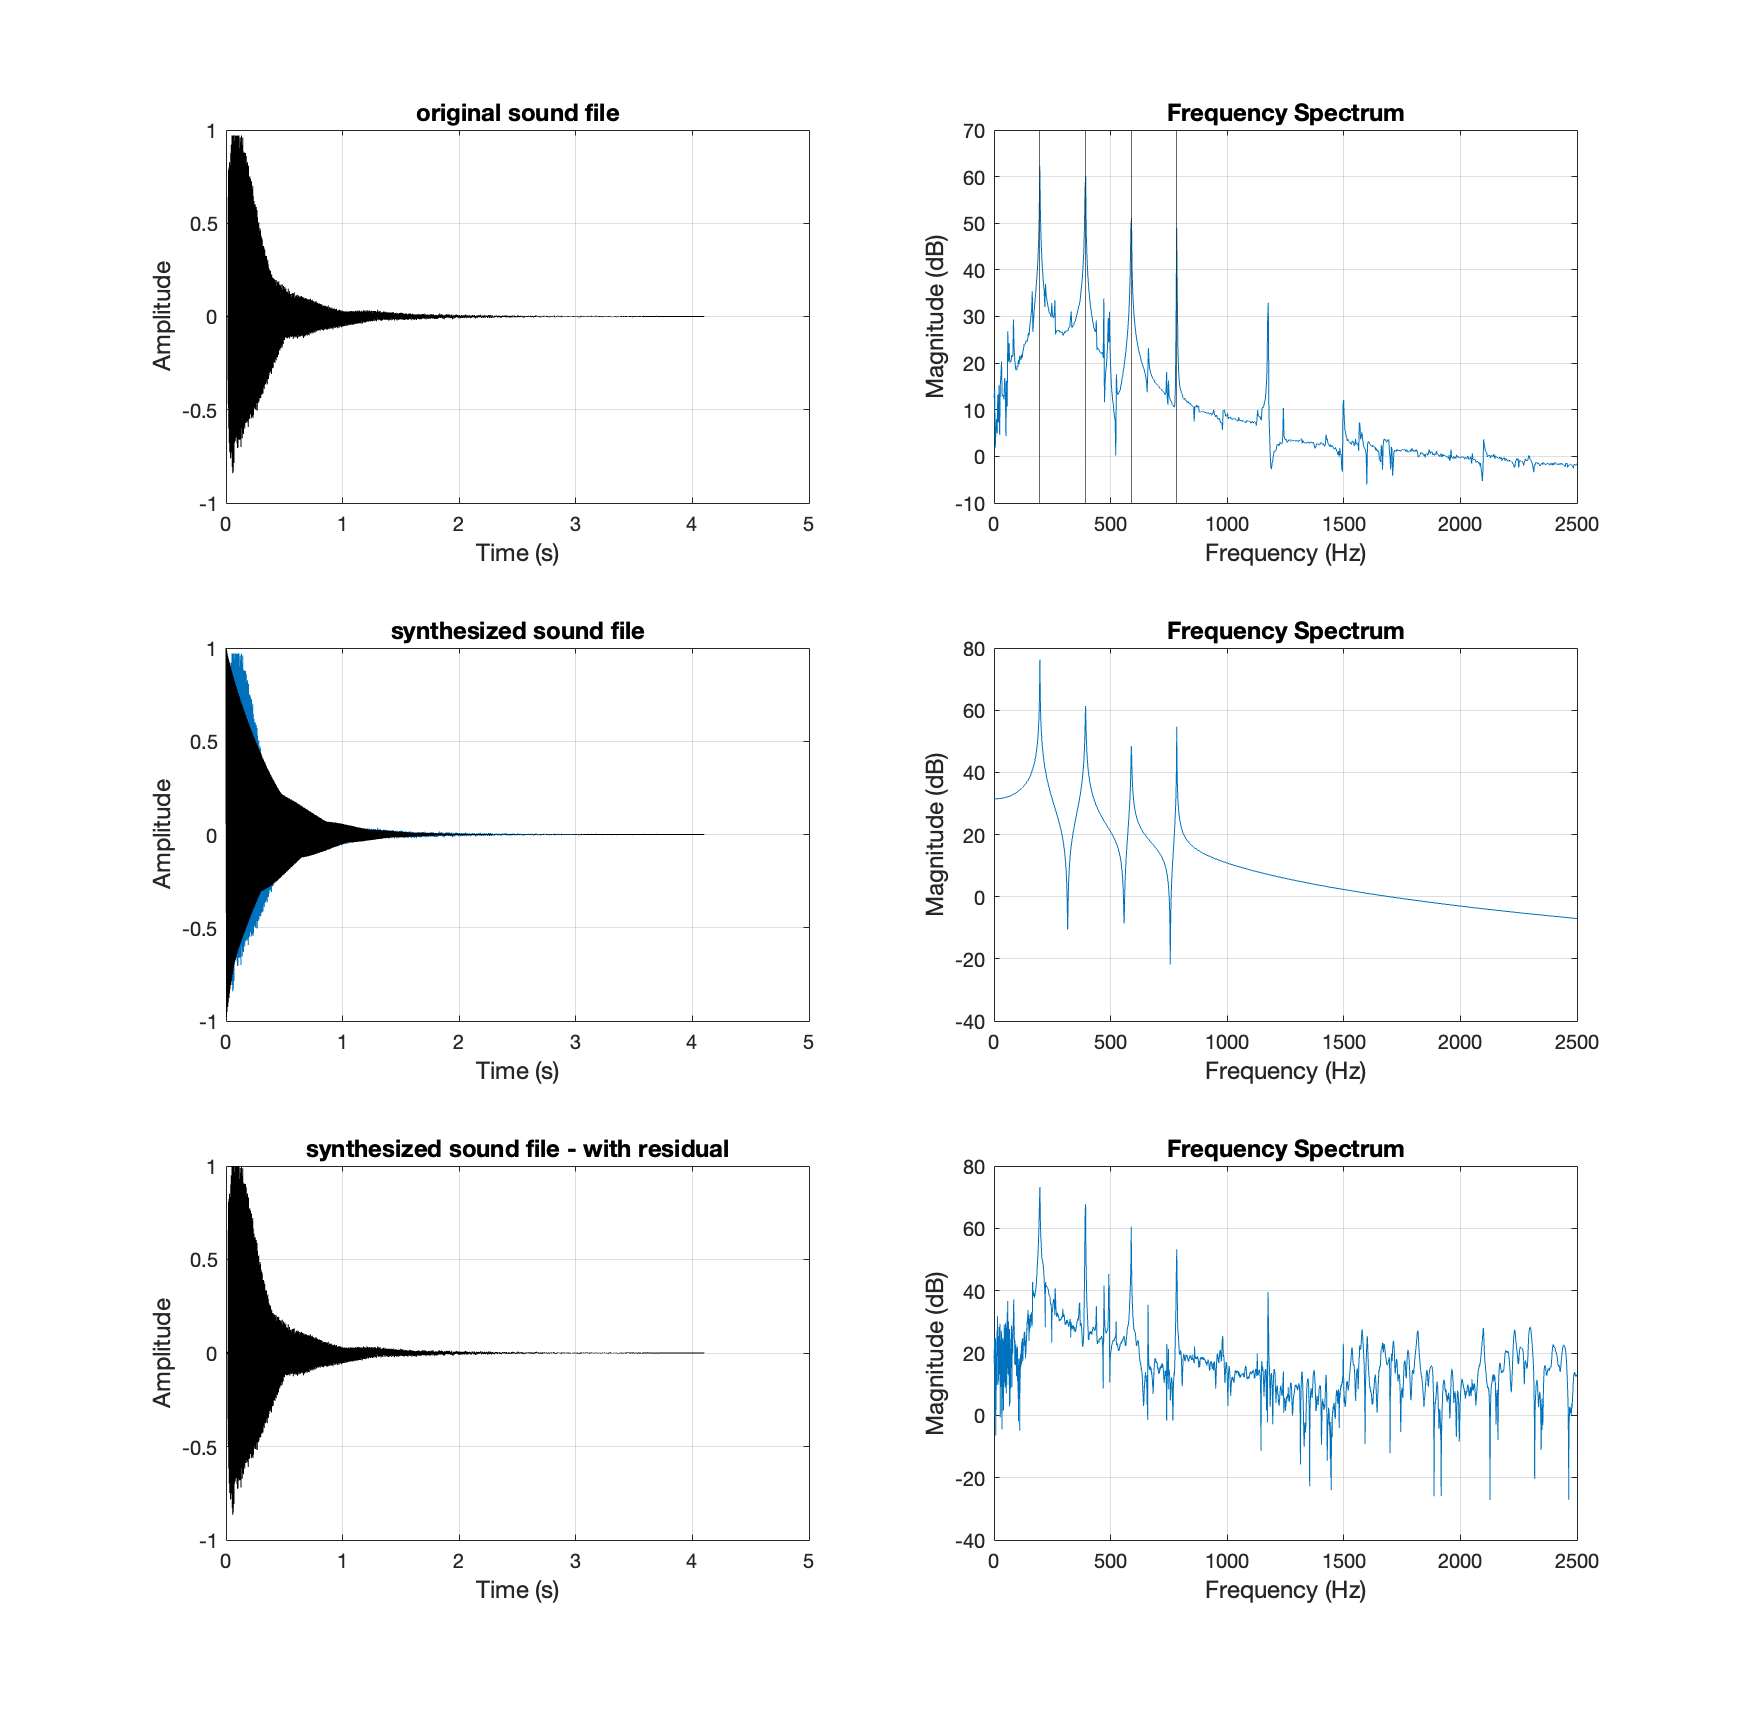 original sound file
1
0.5
0
-0.5
-1
0 1 2 3 4 5
Amplitude
Time (s)
Frequency Spectrum
70
60
50
40
30
20
10
0
-10
0 500 1000 1500 2000 2500
Magnitude (dB)
Frequency (Hz)
synthesized sound file
1
0.5
0
-0.5
-1
0 1 2 3 4 5
Amplitude
Time (s)
Frequency Spectrum
80
60
40
20
0
-20
-40
0 500 1000 1500 2000 2500
Magnitude (dB)
Frequency (Hz)
synthesized sound file - with residual
1
0.5
0
-0.5
-1
0 1 2 3 4 5
Amplitude
Time (s)
Frequency Spectrum
80
60
40
20
0
-20
-40
0 500 1000 1500 2000 2500
Magnitude (dB)
Frequency (Hz)